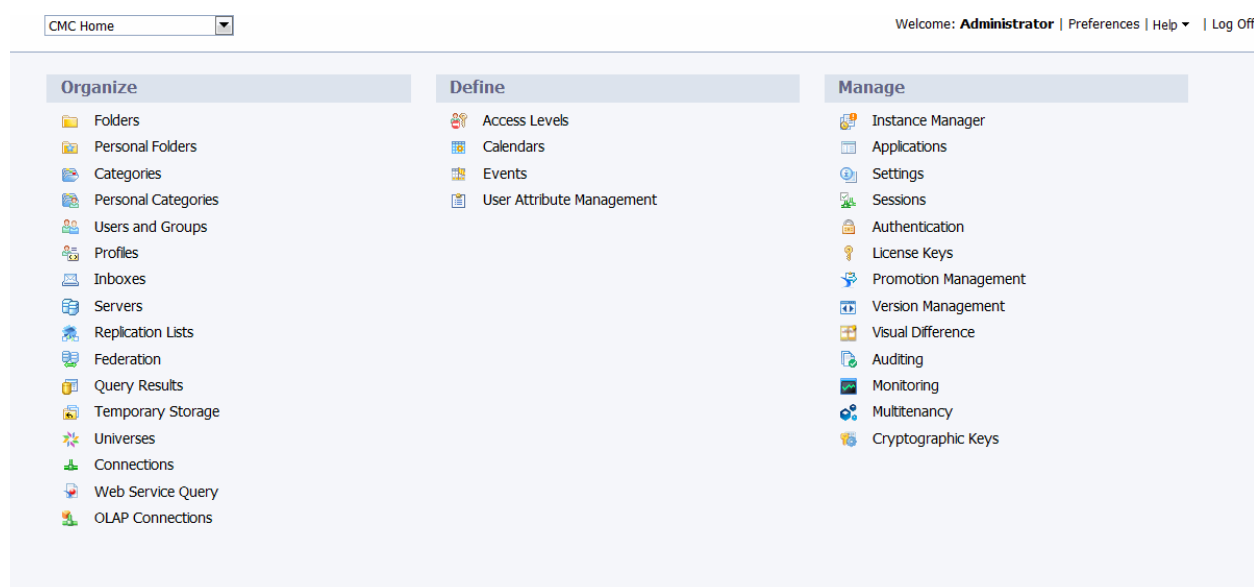 CMC Home
Welcome: Administrator | Preferences | Help | Log Off
Organize
Folders
Personal Folders
Categories
Personal Categories
Users and Groups
Profiles
Inboxes
Servers
Replication Lists
Federation
Query Results
Temporary Storage
Universes
Connections
Web Service Query
OLAP Connections
Define
Access Levels
Calendars
Events
User Attribute Management
Manage
Instance Manager
Applications
Settings
Sessions
Authentication
License Keys
Promotion Management
Version Management
Visual Difference
Auditing
Monitoring
Multitenancy
Cryptographic Keys